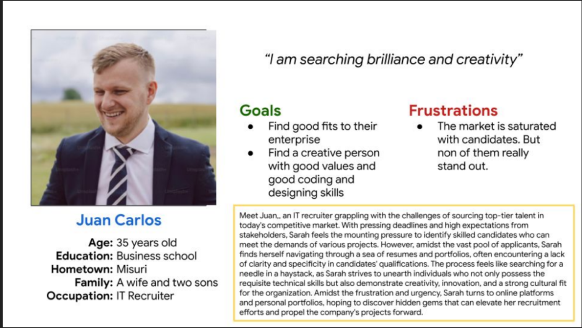 “I am searching brilliance and creativity”
Goals
● Find good fits to their
enterprise
● Find a creative person
with good values and
good coding and
designing skills
Frustrations
● The market is saturated
with candidates. But
non of them really
stand out.
Juan Carlos
Age: 35 years old
Education: Business school
Hometown: Misuri
Family: A wife and two sons
Occupation: IT Recruiter
Meet Juan,, an IT recruiter grappling with the challenges of sourcing top-tier talent in
today's competitive market. With pressing deadlines and high expectations from
stakeholders, Sarah feels the mounting pressure to identify skilled candidates who can
meet the demands of various projects. However, amidst the vast pool of applicants, Sarah
finds herself navigating through a sea of resumes and portfolios, often encountering a lack
of clarity and specificity in candidates' qualifications. The process feels like searching for a
needle in a haystack, as Sarah strives to unearth individuals who not only possess the
requisite technical skills but also demonstrate creativity, innovation, and a strong cultural fit
for the organization. Amidst the frustration and urgency, Sarah turns to online platforms
and personal portfolios, hoping to discover hidden gems that can elevate her recruitment
efforts and propel the company's projects forward.